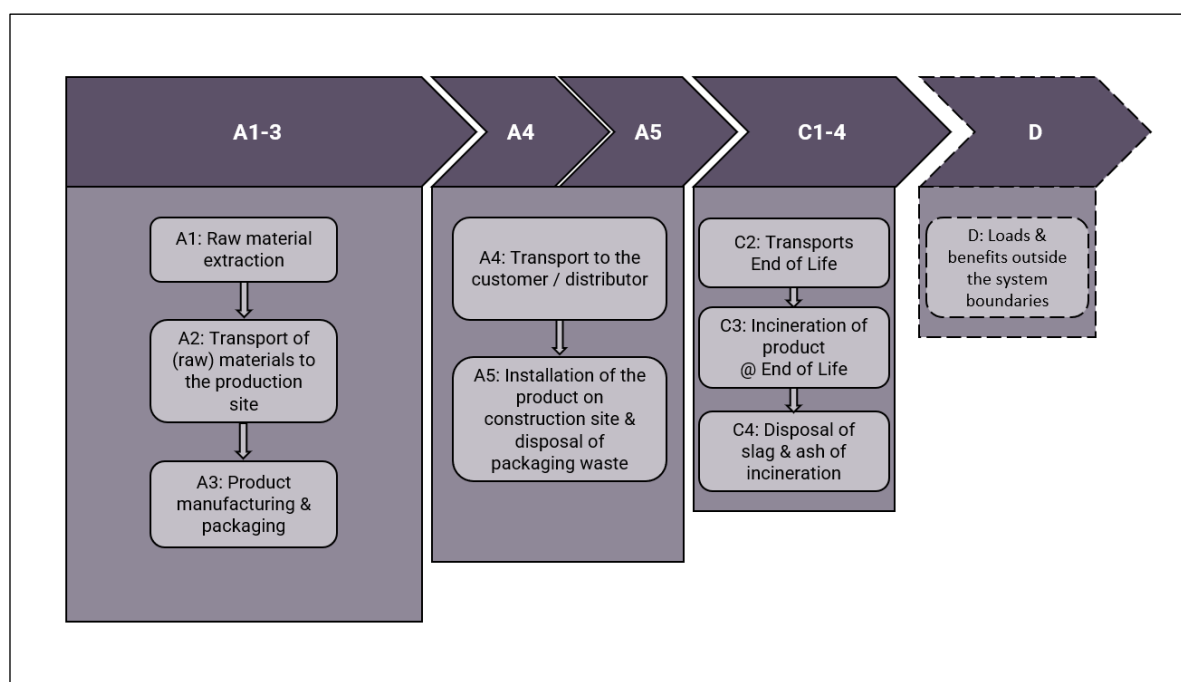 A1-3
A4
A5
C1-4
D
A1: Raw material
extraction
A2: Transport of
(raw) materials to
the production
site
A3: Product
manufacturing &
packaging
A4: Transport to the
customer / distributor
A5: Installation of the
product on
construction site &
disposal of
packaging waste
C2: Transports
End of Life
C3: Incineration of
product
@ End of Life
C4: Disposal of
slag & ash of
incineration
D: Loads &
benefits outside
the system
boundaries